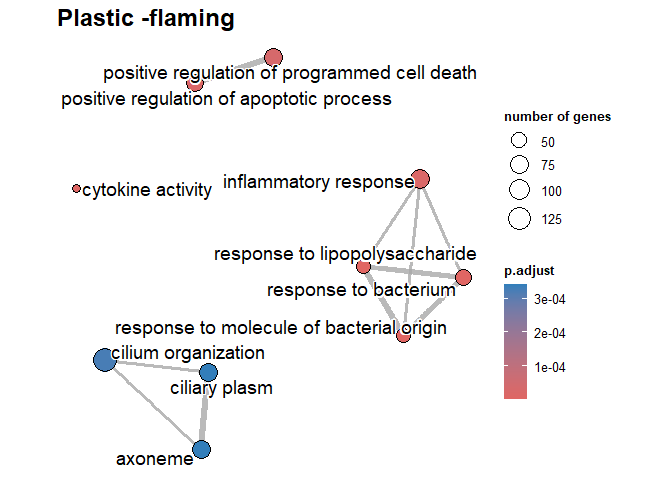 Plastic -flaming
positive regulation of programmed cell death
positive regulation of apoptotic process
cytokine activity
inflammatory response
response to lipopolysaccharide
response to bacterium
response to molecule of bacterial origin
cilium organization
ciliary plasm
axoneme
number of genes
50
75
100
125
p.adjust
3e-04
2e-04
1e-04